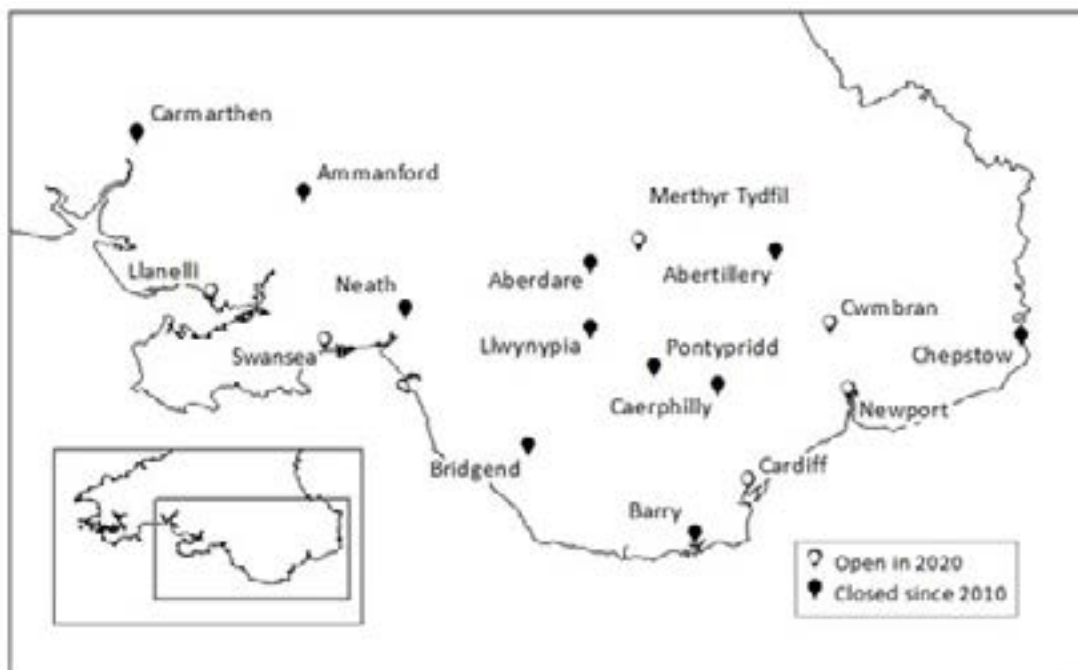 Carmarthen
Ammanford
Merthyr Tydfil
Llanelli
Neath
Aberdare
Abertillery
Cwmbran
Swansea
Llwynypia
Pontypridd
Chepstow
Caerphilly
Newport
Bridgend
Cardiff
Barry
Open in 2020
Closed since 2010